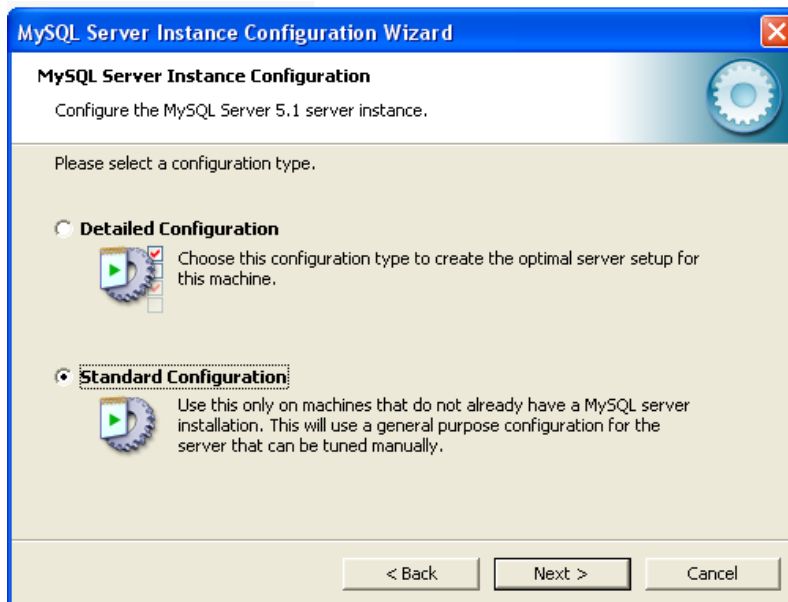 MySQL Server Instance Configuration Wizard
MySQL Server Instance Configuration
Configure the MySQL Server 5.1 server instance.
Please select a configuration type.
Detailed Configuration
Choose this configuration type to create the optimal server setup for
this machine.
Standard Configuration
Use this only on machines that do not already have a MySQL server
installation. This will use a general purpose configuration for the
server that can be tuned manually.
< Back
Next >
Cancel